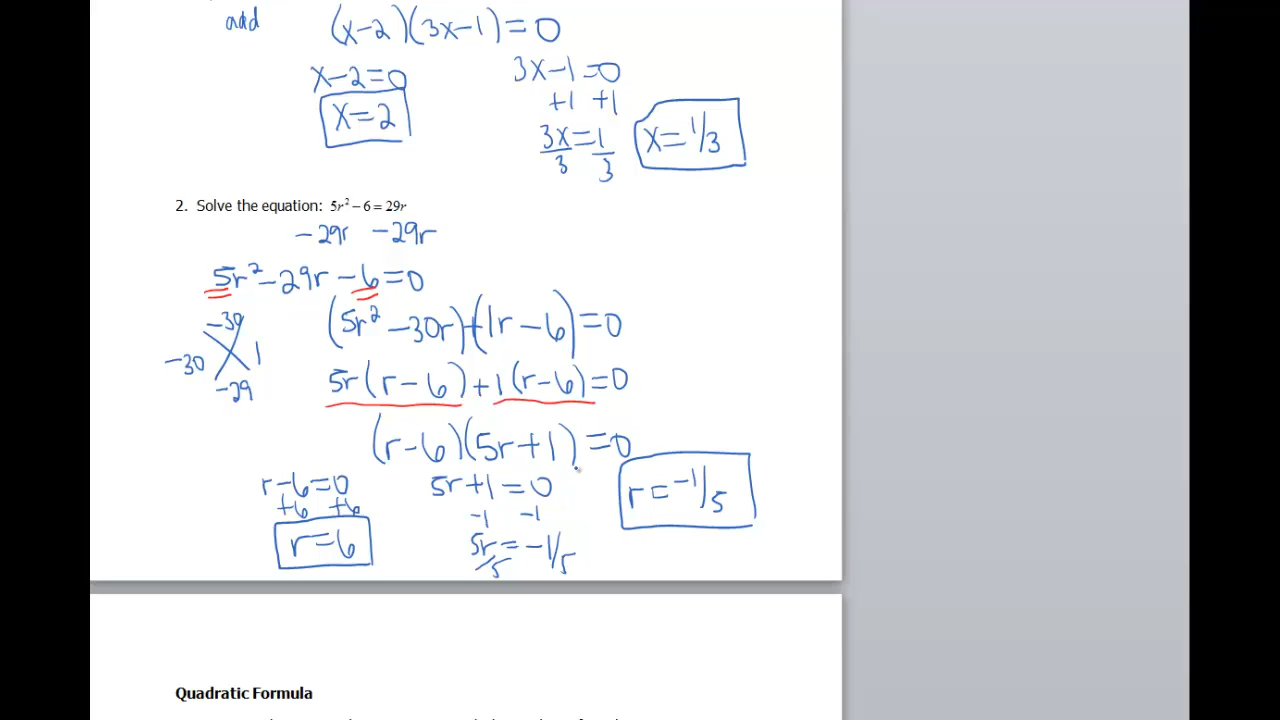 add (x-2)(3x-1)=0
x-2=0 3x-1=0
+1 +1
x=2 3x=1 x=1/3
3 3
2. Solve the equation: 5r²-6=29r
-29r -29r
5r²-29r-6=0
-30 (5r²-30r)+(1r-6)=0
-30 1
-29 5r(r-6)+1(r-6)=0
(r-6)(5r+1)=0
r-6=0 5r+1=0 r=-1/5
+6 +6 -1 -1
r=6 5r/5=-1/5
Quadratic Formula